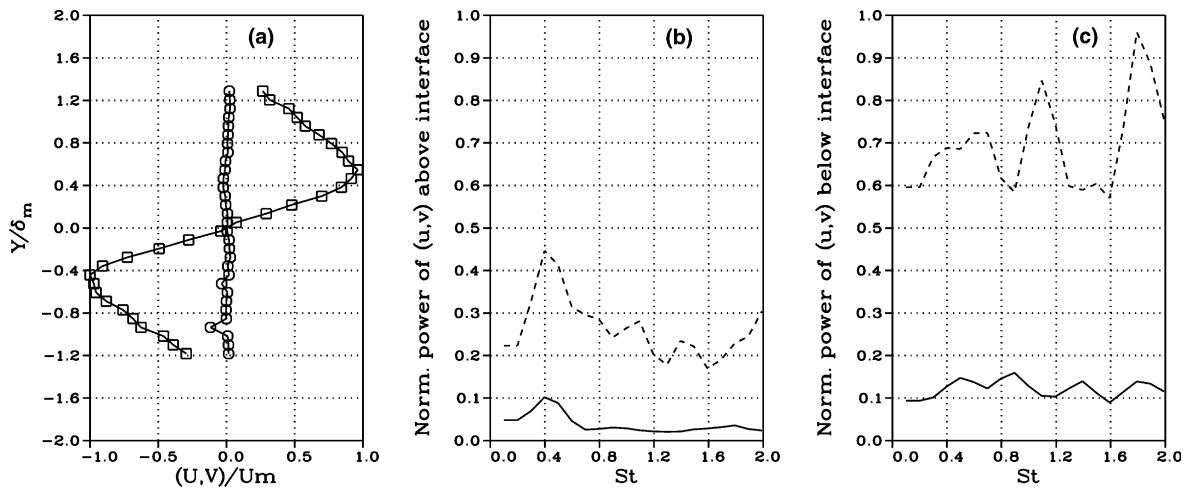 (a)
2.0
1.6
1.2
0.8
0.4
0.0
-0.4
-0.8
-1.2
-1.6
-2.0
Y/δm
-1.0 -0.5 0.0 0.5 1.0
(U,V)/Um
(b)
1.0
0.9
0.8
0.7
0.6
0.5
0.4
0.3
0.2
0.1
0.0
Norm. power of (u,v) above interface
0.0 0.4 0.8 1.2 1.6 2.0
St
(c)
1.0
0.9
0.8
0.7
0.6
0.5
0.4
0.3
0.2
0.1
0.0
Norm. power of (u,v) below interface
0.0 0.4 0.8 1.2 1.6 2.0
St